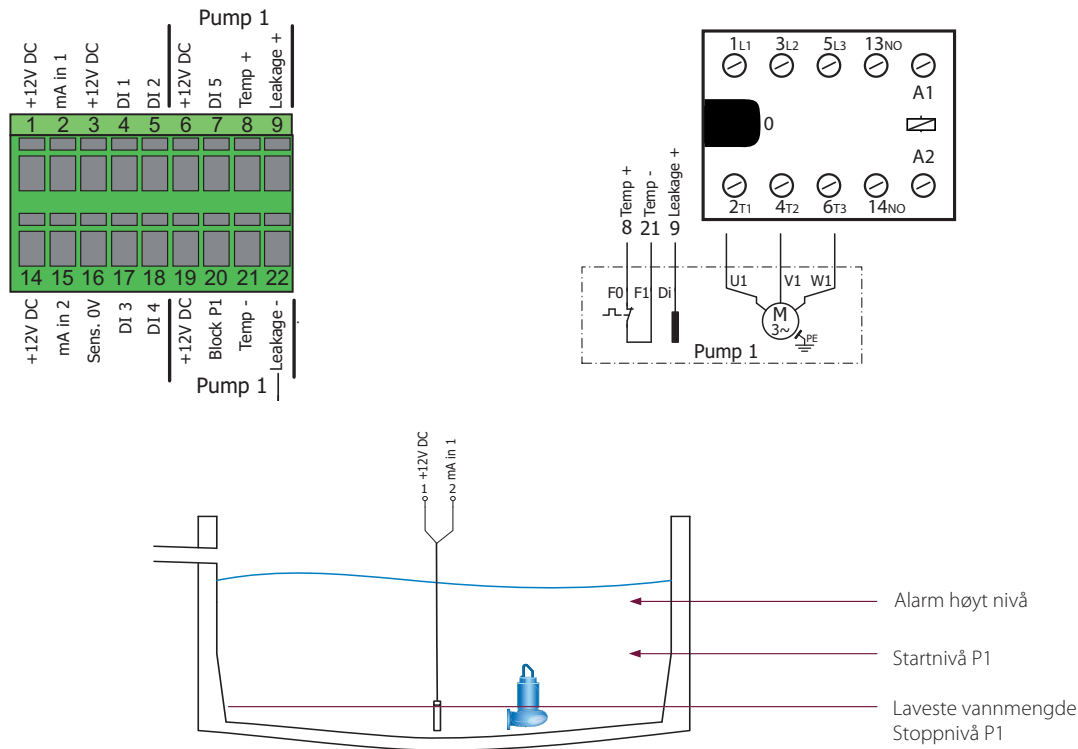 Pump 1
+12V DC
mA in 1
+12V DC
DI 1
DI 2
+12V DC
DI 5
Temp +
Leakage +
1 2 3 4 5 6 7 8 9
14 15 16 17 18 19 20 21 22
+12V DC
mA in 2
Sens. 0V
DI 3
DI 4
+12V DC
Block P1
Temp -
Leakage -
Pump 1
1L1 3L2 5L3 13NO
A1
0
A2
2T1 4T2 6T3 14NO
8 Temp +
21 Temp -
9 Leakage +
F0 F1 Di
U1 V1 W1
M
3~
PE
Pump 1
1 +12V DC
2 mA in 1
Alarm høyt nivå
Startnivå P1
Laveste vannmengde
Stoppnivå P1